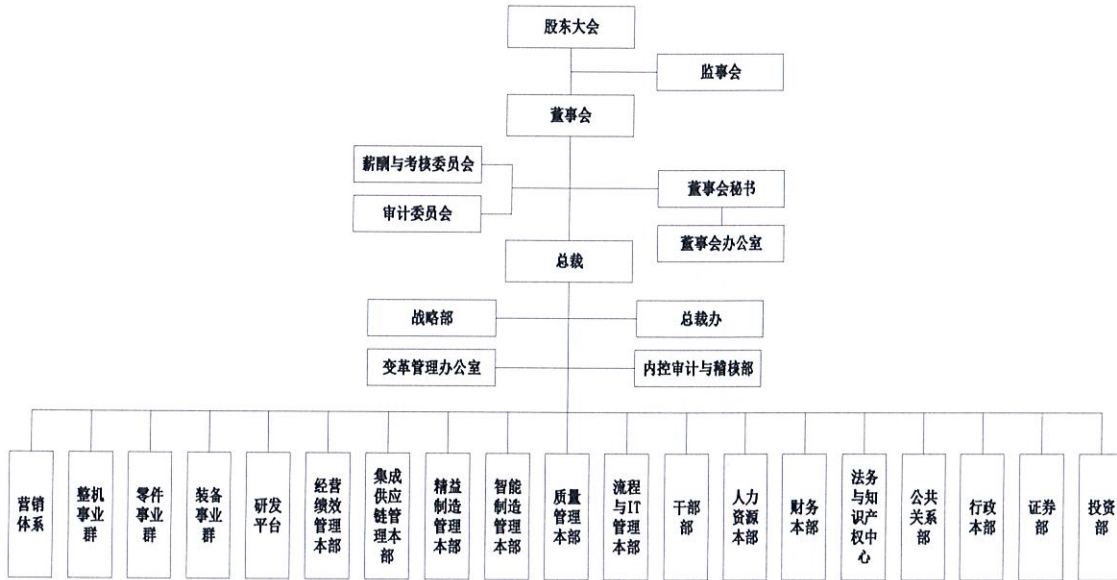 股东大会
监事会
董事会
薪酬与考核委员会
审计委员会
董事会秘书
董事会办公室
总裁
战略部
总裁办
变革管理办公室
内控审计与稽核部
营销
体系
整机
事业
群
零件
事业
群
装备
事业
群
研发
平台
经营
绩效
管理
本部
集成
供应
链管
理本
部
精益
制造
管理
本部
智能
制造
管理
本部
质量
管理
本部
流程
与IT
管理
本部
干部
部
人力
资源
本部
财务
本部
法务
与知
识产
权中
心
公共
关系
部
行政
本部
证券
部
投资
部